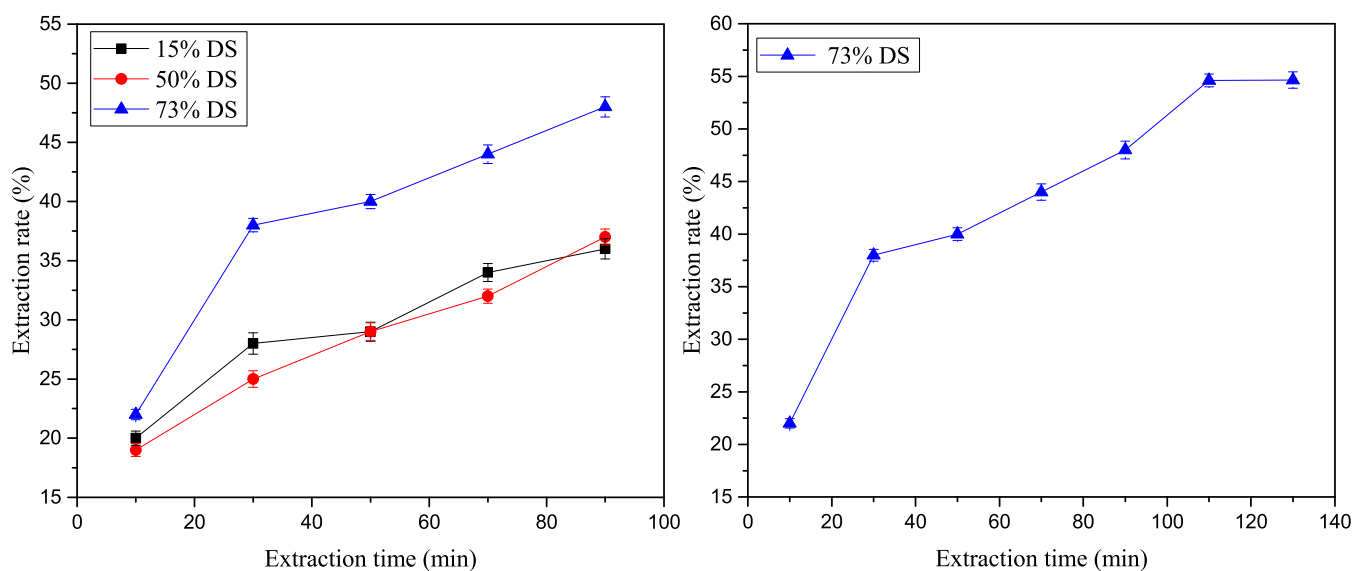 55
50
45
40
35
30
25
20
15
Extraction rate (%)
15% DS
50% DS
73% DS
0 20 40 60 80 100
Extraction time (min)
60
55
50
45
40
35
30
25
20
15
Extraction rate (%)
73% DS
0 20 40 60 80 100 120 140
Extraction time (min)